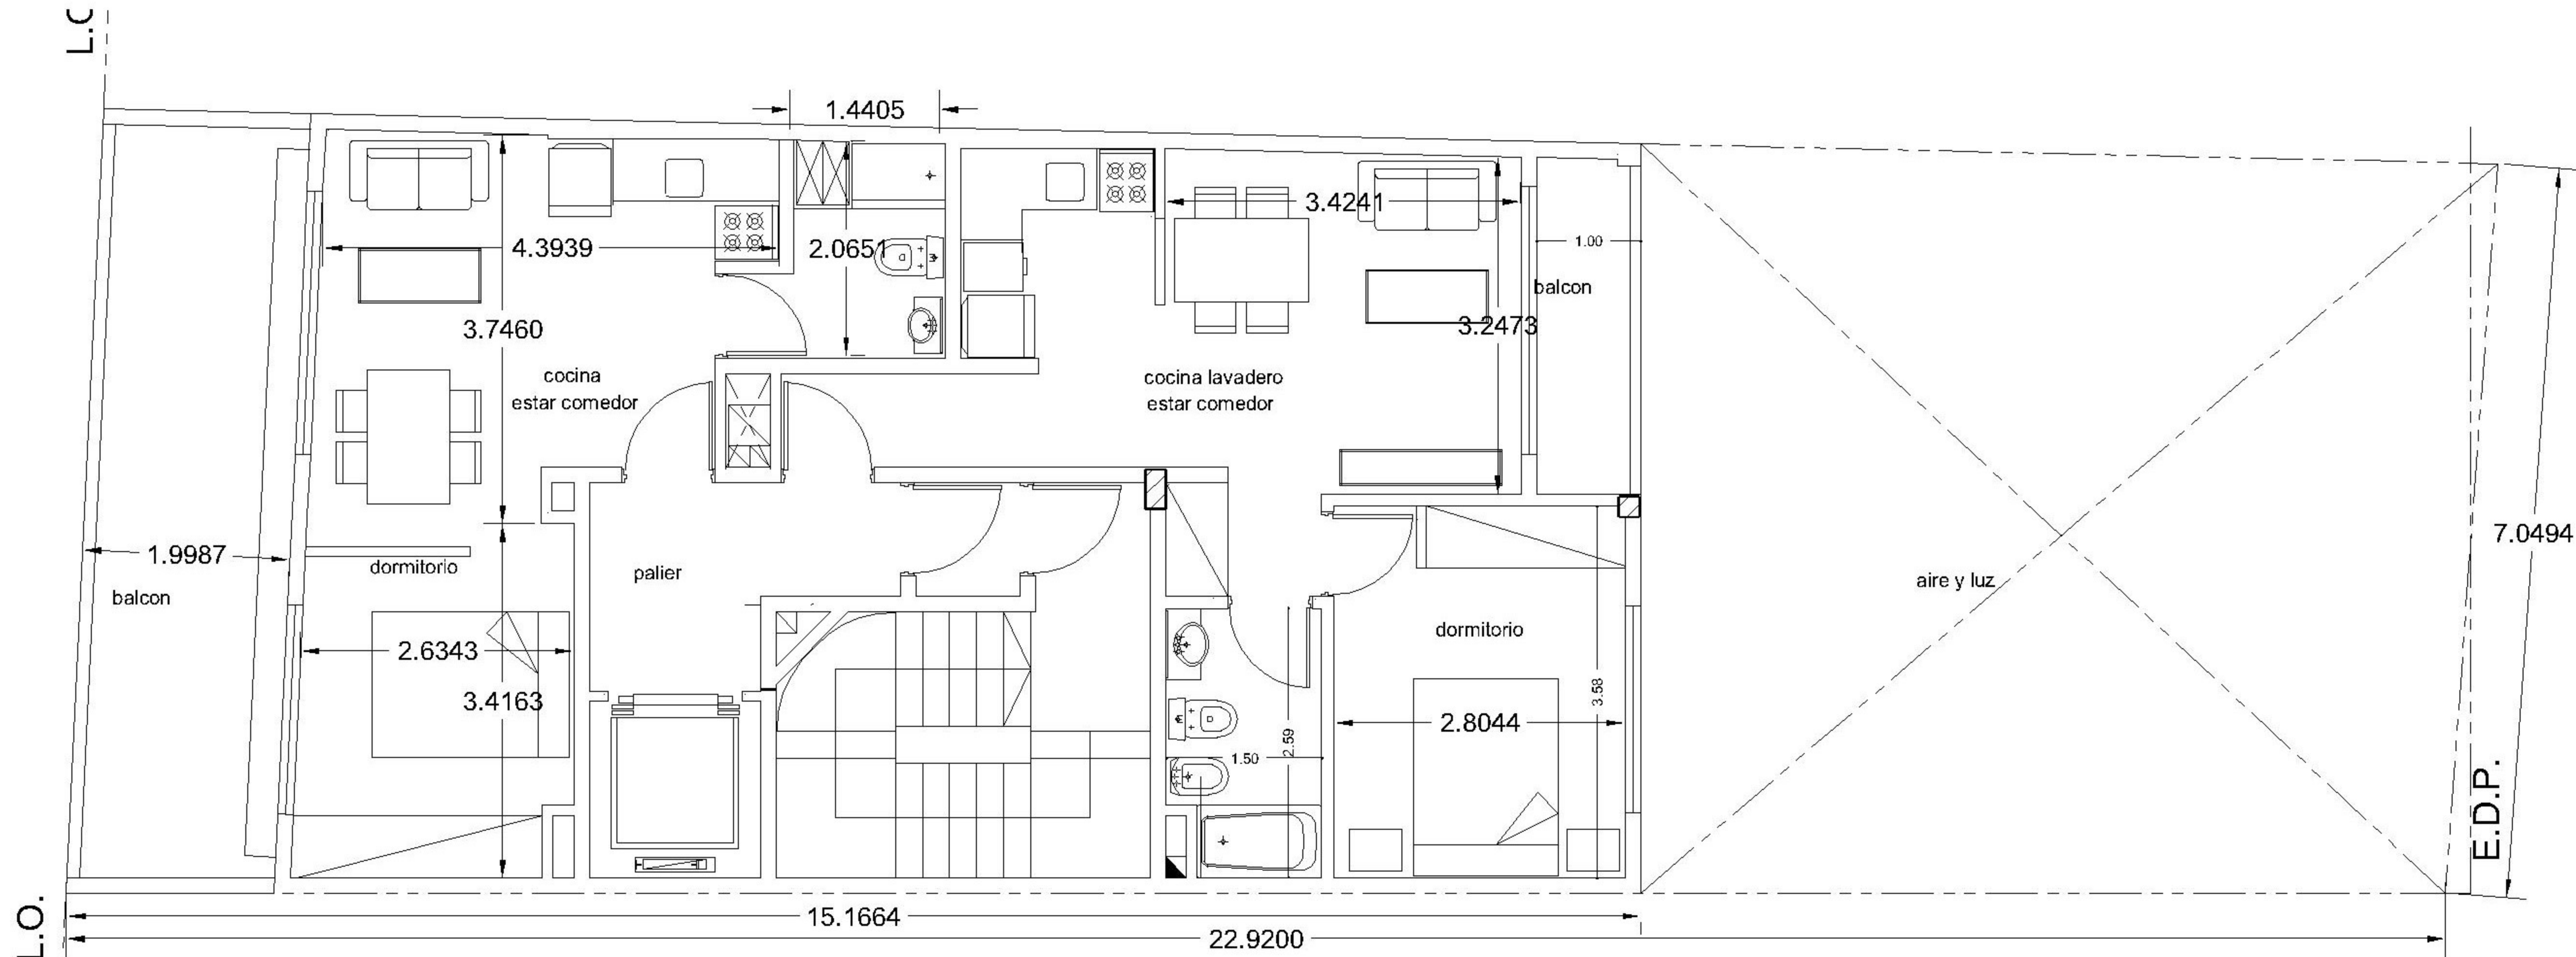 L.O
1.4405
3.4241
1.00
4.3939
2.0651
balcon
3.7460
3.2473
cocina
estar comedor
cocina lavadero
estar comedor
7.0494
1.9987
dormitorio
palier
aire y luz
balcon
dormitorio
2.6343
3.4163
3.58
2.8044
2.59
1.50
E.D.P.
L.O.
15.1664
22.9200